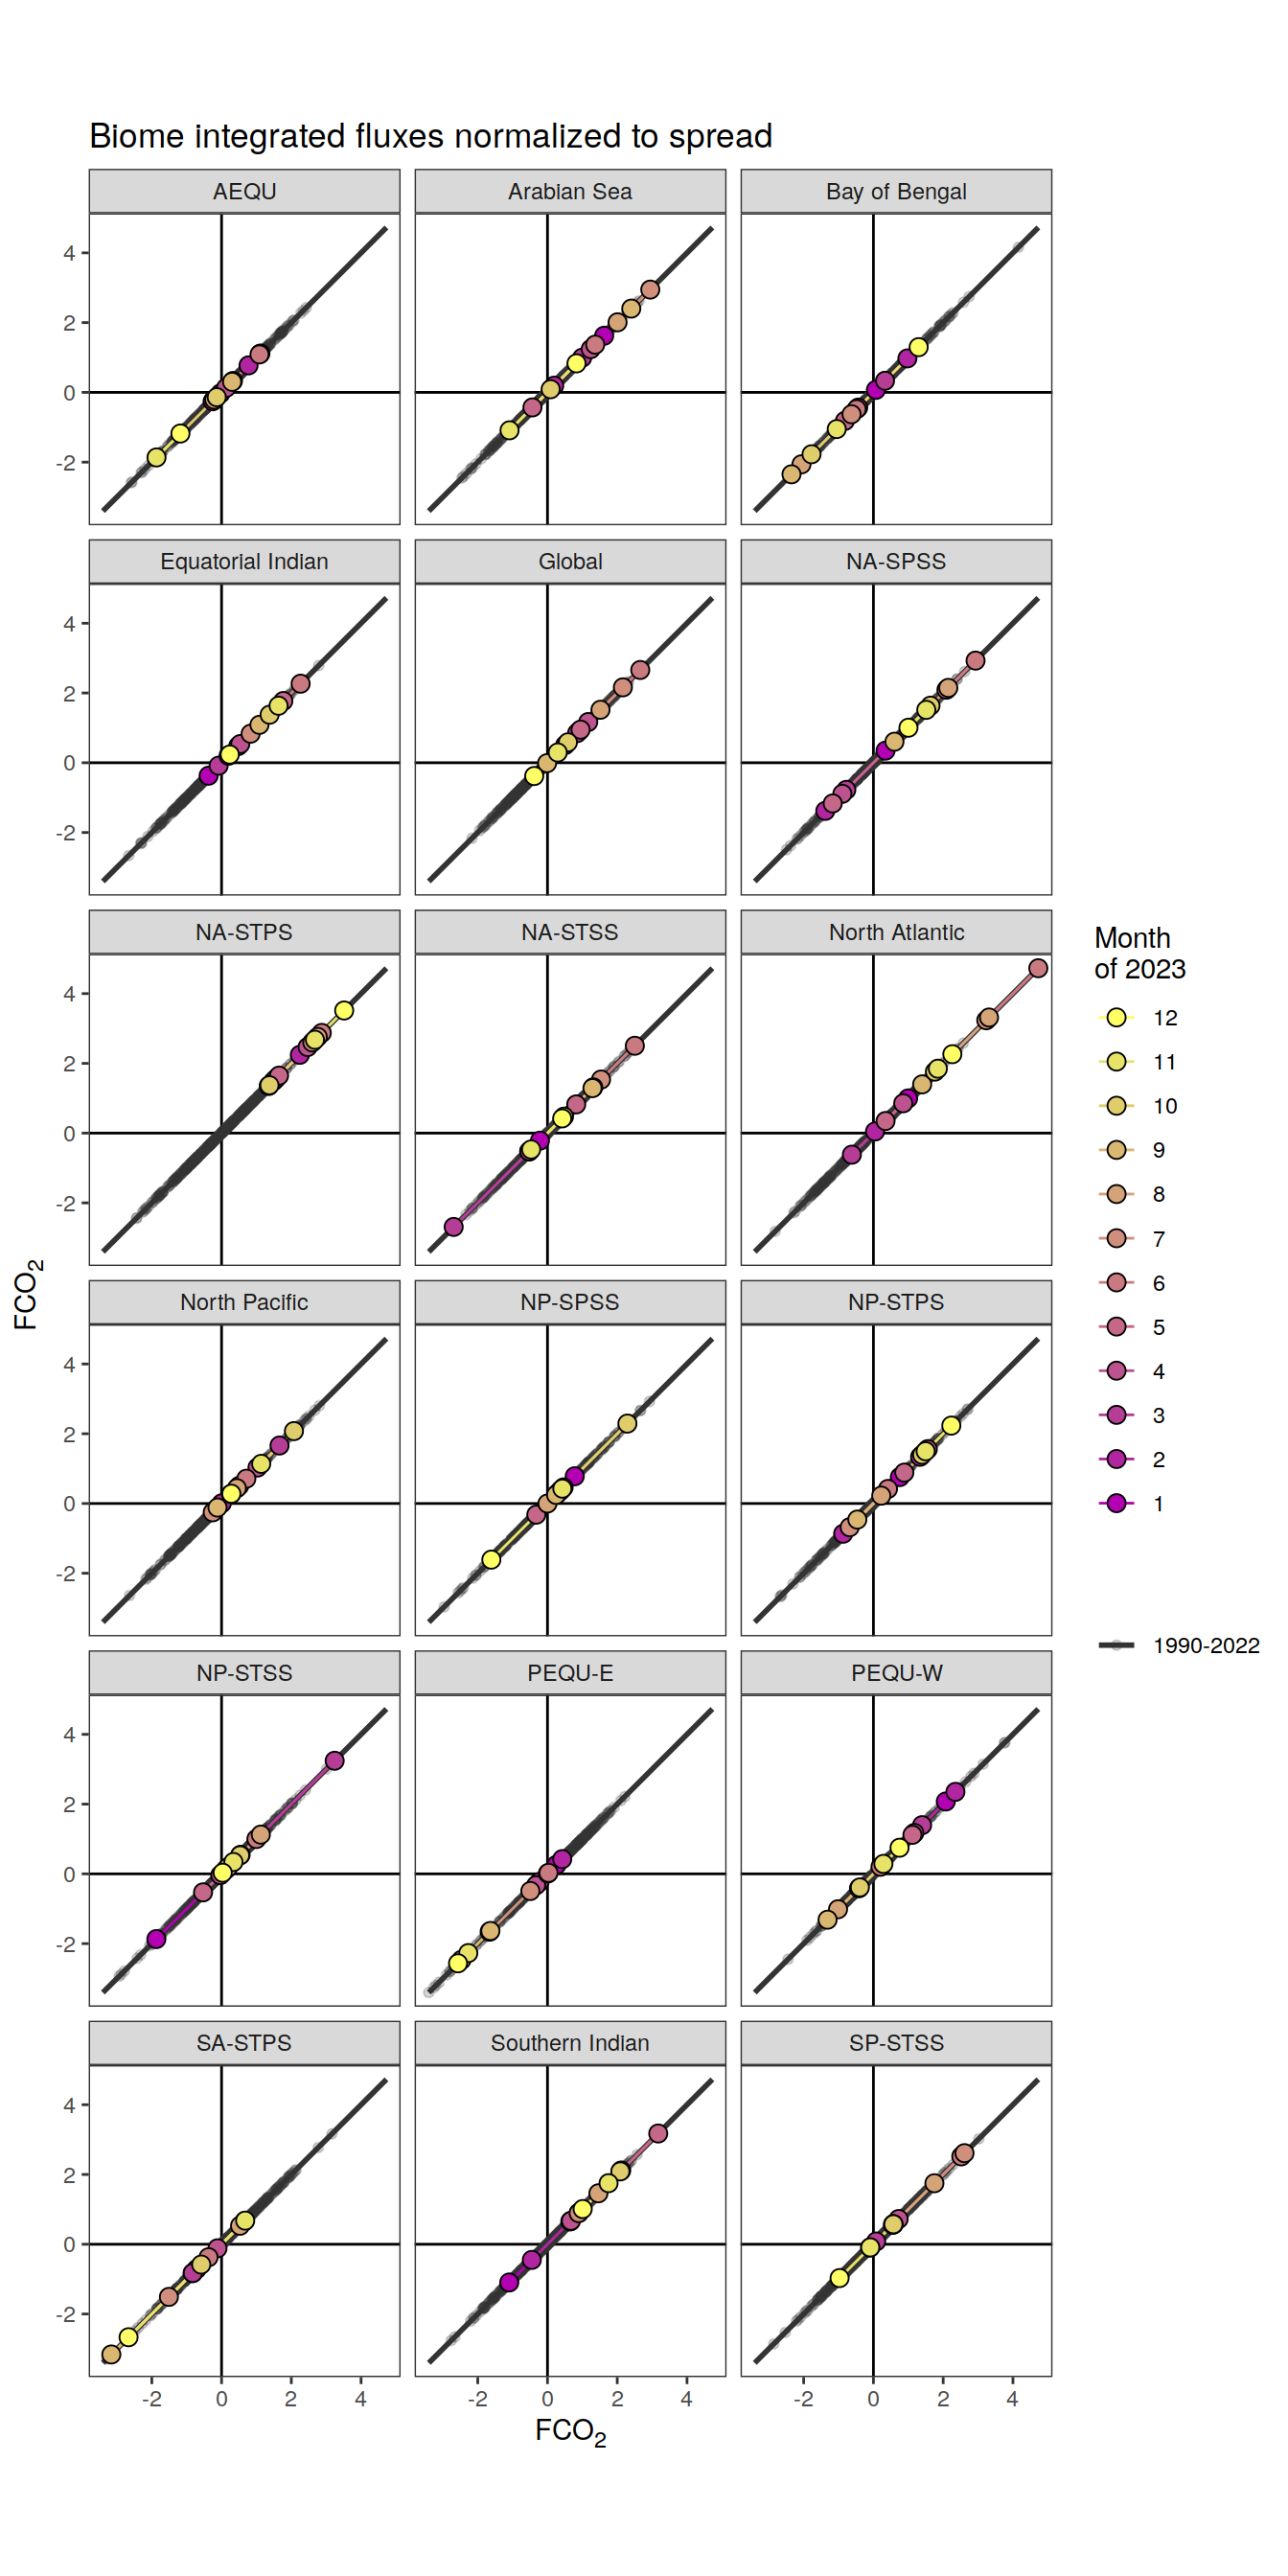 Biome integrated fluxes normalized to spread
AEQU
Arabian Sea
Bay of Bengal
4
2
0
-2
Equatorial Indian
Global
NA-SPSS
4
2
0
-2
NA-STPS
NA-STSS
North Atlantic
4
2
0
-2
North Pacific
NP-SPSS
NP-STPS
4
2
0
-2
NP-STSS
PEQU-E
PEQU-W
4
2
0
-2
SA-STPS
Southern Indian
SP-STSS
4
2
0
-2
-2 0 2 4
-2 0 2 4
-2 0 2 4
FCO2
FCO2
Month
of 2023
12
11
10
9
8
7
6
5
4
3
2
1
1990-2022